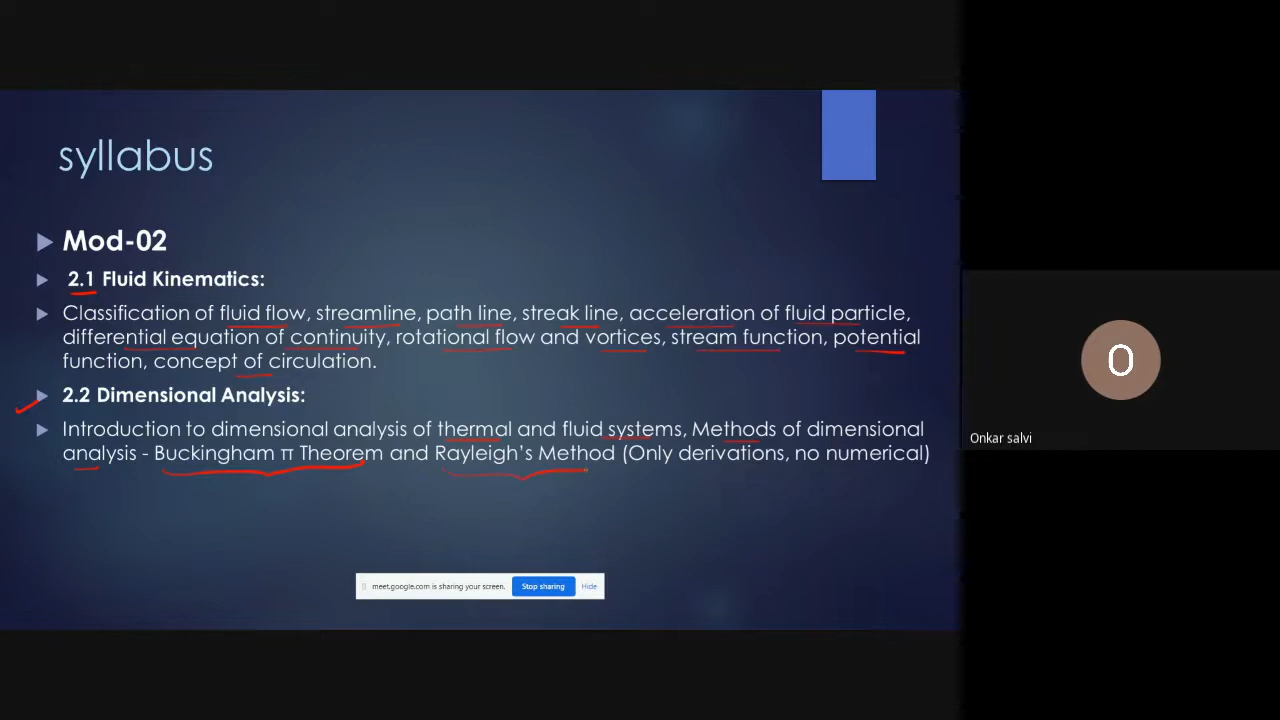 syllabus
Mod-02
2.1 Fluid Kinematics:
Classification of fluid flow, streamline, path line, streak line, acceleration of fluid particle,
differential equation of continuity, rotational flow and vortices, stream function, potential
function, concept of circulation.
2.2 Dimensional Analysis:
Introduction to dimensional analysis of thermal and fluid systems, Methods of dimensional
analysis - Buckingham π Theorem and Rayleigh's Method (Only derivations, no numerical)
meet.google.com is sharing your screen. Stop sharing Hide
O
Onkar salvi